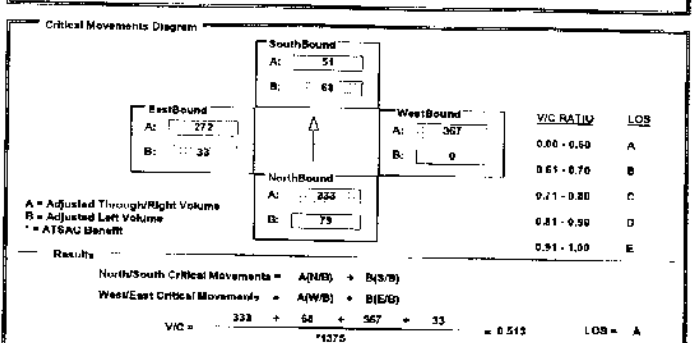 Critical Movements Diagram
SouthBound
A: 51
B: 68
EastBound
A: 272
B: 33
WestBound
A: 367
B: 0
NorthBound
A: 333
B: 79
V/C RATIO LOS
0.00 - 0.60 A
0.61 - 0.70 B
0.71 - 0.80 C
0.81 - 0.90 D
0.91 - 1.00 E
A = Adjusted Through/Right Volume
B = Adjusted Left Volume
* = ATSAC Benefit
Results
North/South Critical Movements = A(N/B) + B(S/B)
West/East Critical Movements = A(W/B) + B(E/B)
V/C = 333 + 68 + 367 + 33 = 0.513 LOS = A
*1375